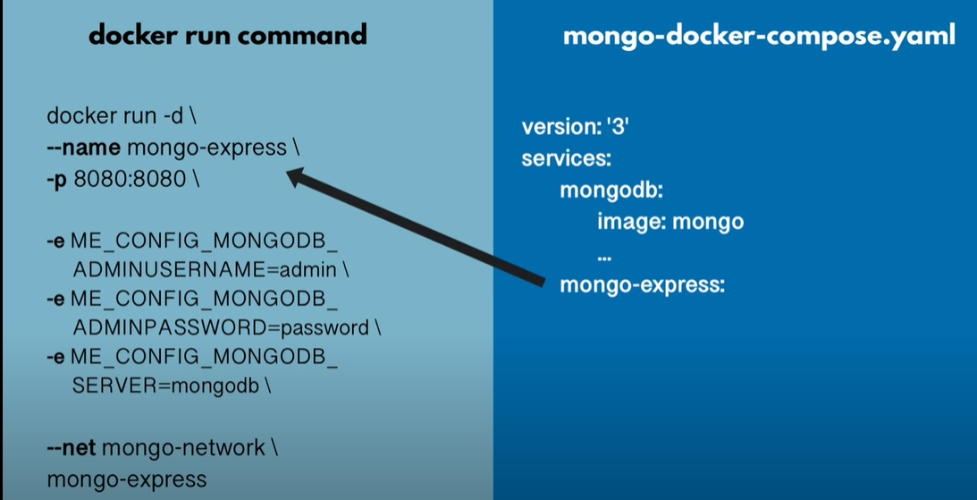 docker run command
docker run -d \
--name mongo-express \
-p 8080:8080 \
-e ME_CONFIG_MONGODB_
ADMINUSERNAME=admin \
-e ME_CONFIG_MONGODB_
ADMINPASSWORD=password \
-e ME_CONFIG_MONGODB_
SERVER=mongodb \
--net mongo-network \
mongo-express
mongo-docker-compose.yaml
version: '3'
services:
mongodb:
image: mongo
...
mongo-express: